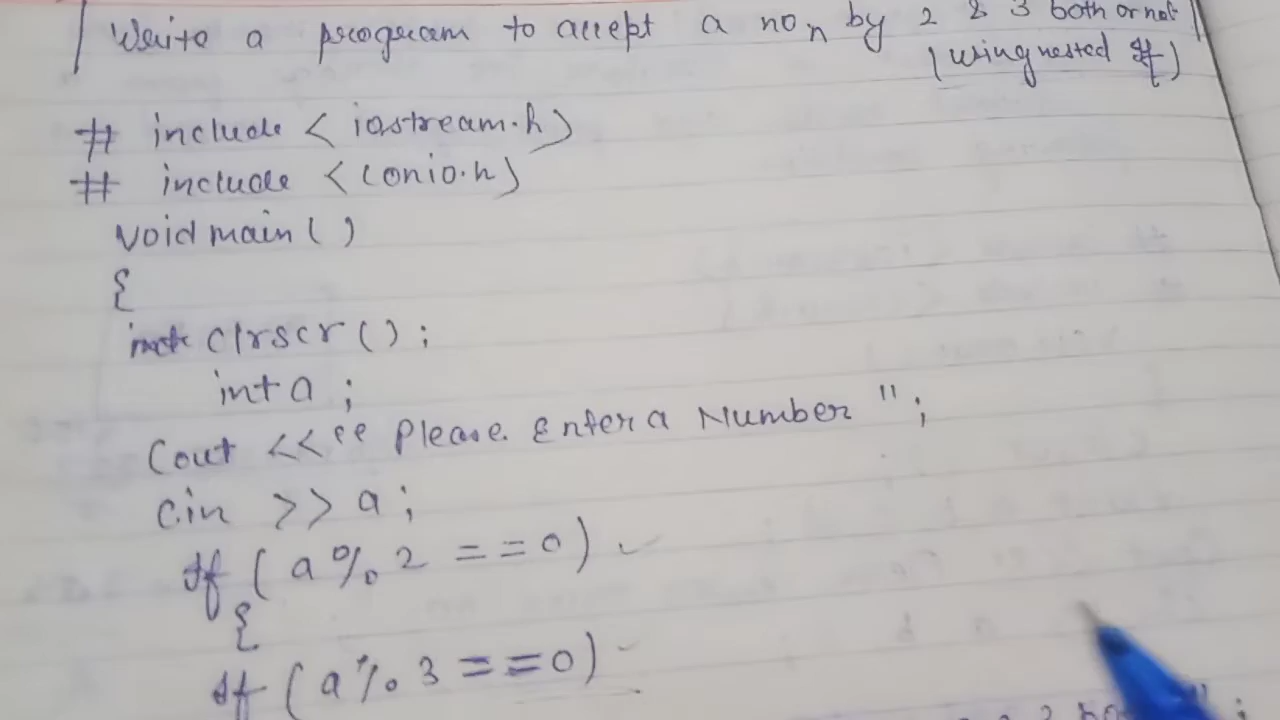 Write a program to accept a no n by 2 & 3 both or not
(using nested If)
# include < iostream.h>
# include <conio.h>
void main ( )
{
clrscr ( ) ;
int a ;
Cout << " Please Enter a Number " ;
Cin >> a ;
If ( a % 2 = = 0 )
{
If ( a % 3 = = 0 )